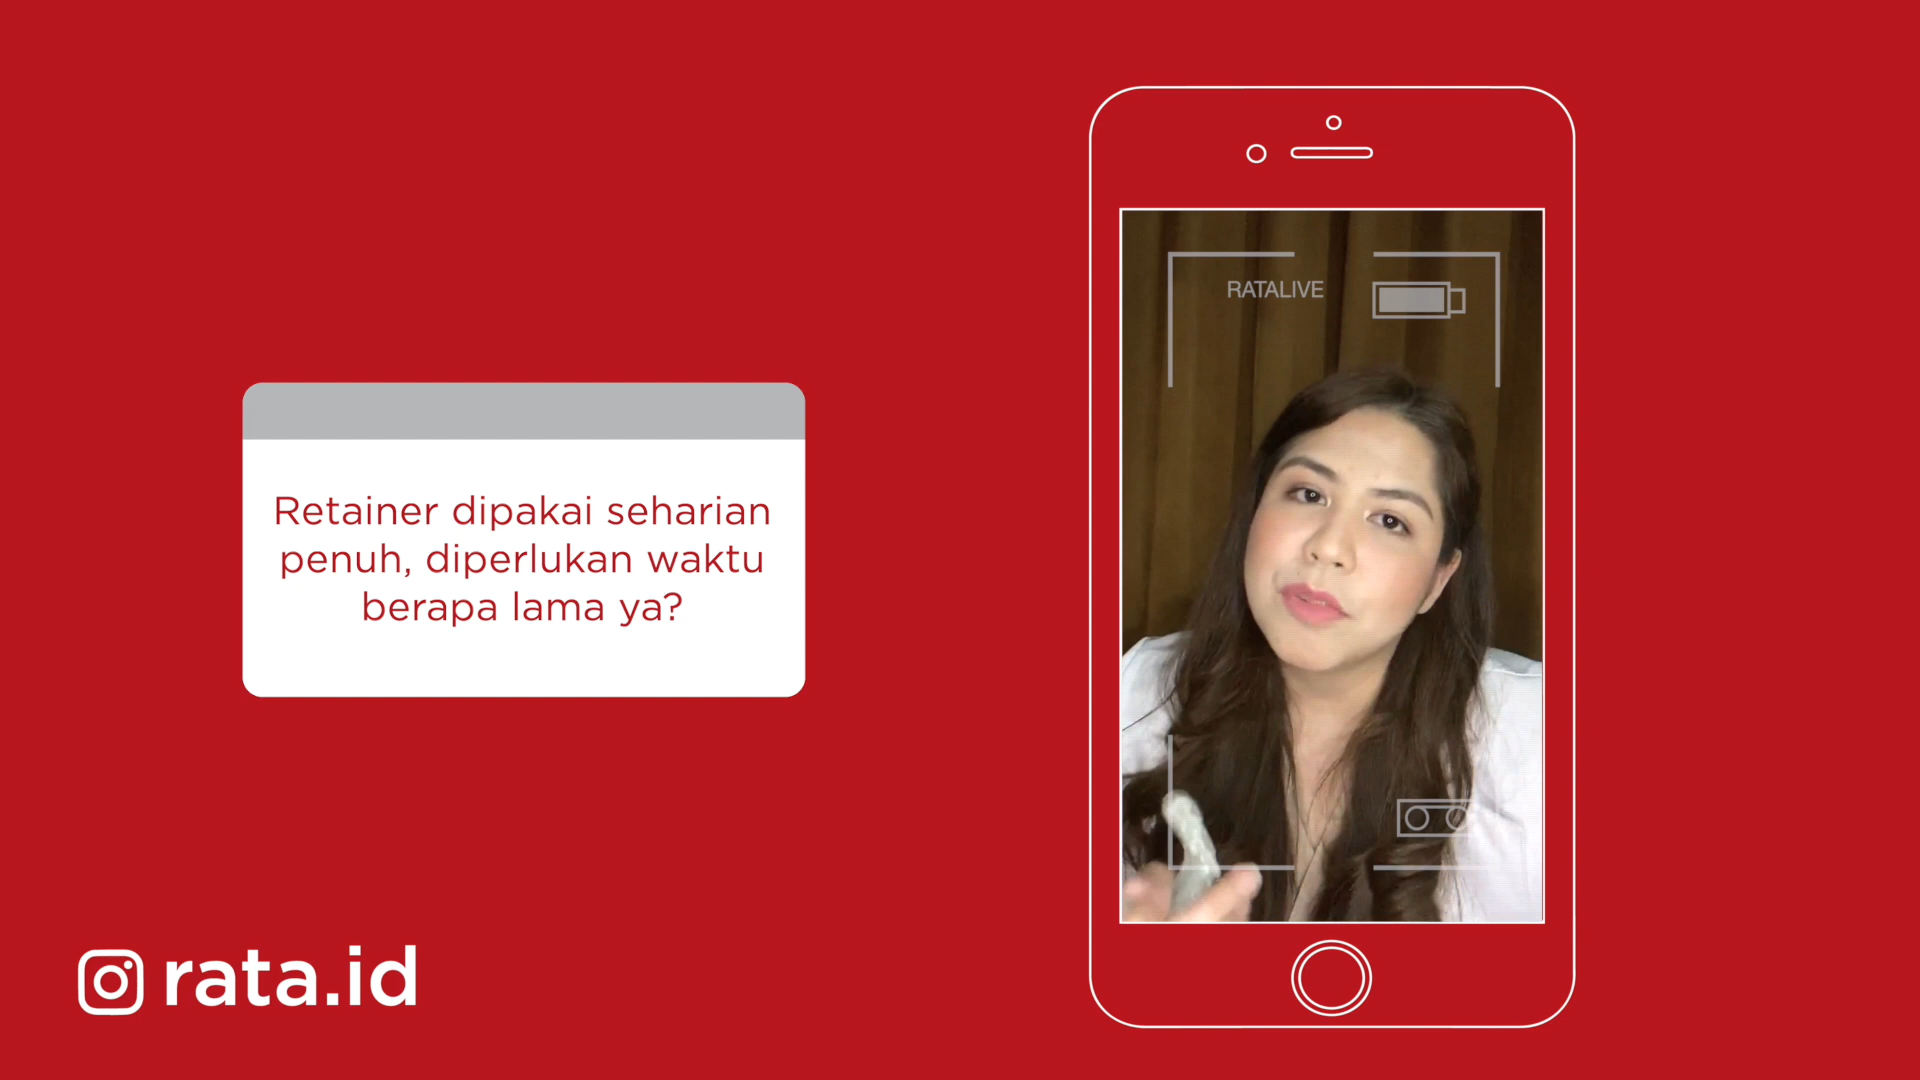 RATALIVE
Retainer dipakai seharian
penuh, diperlukan waktu
berapa lama ya?
rata.id